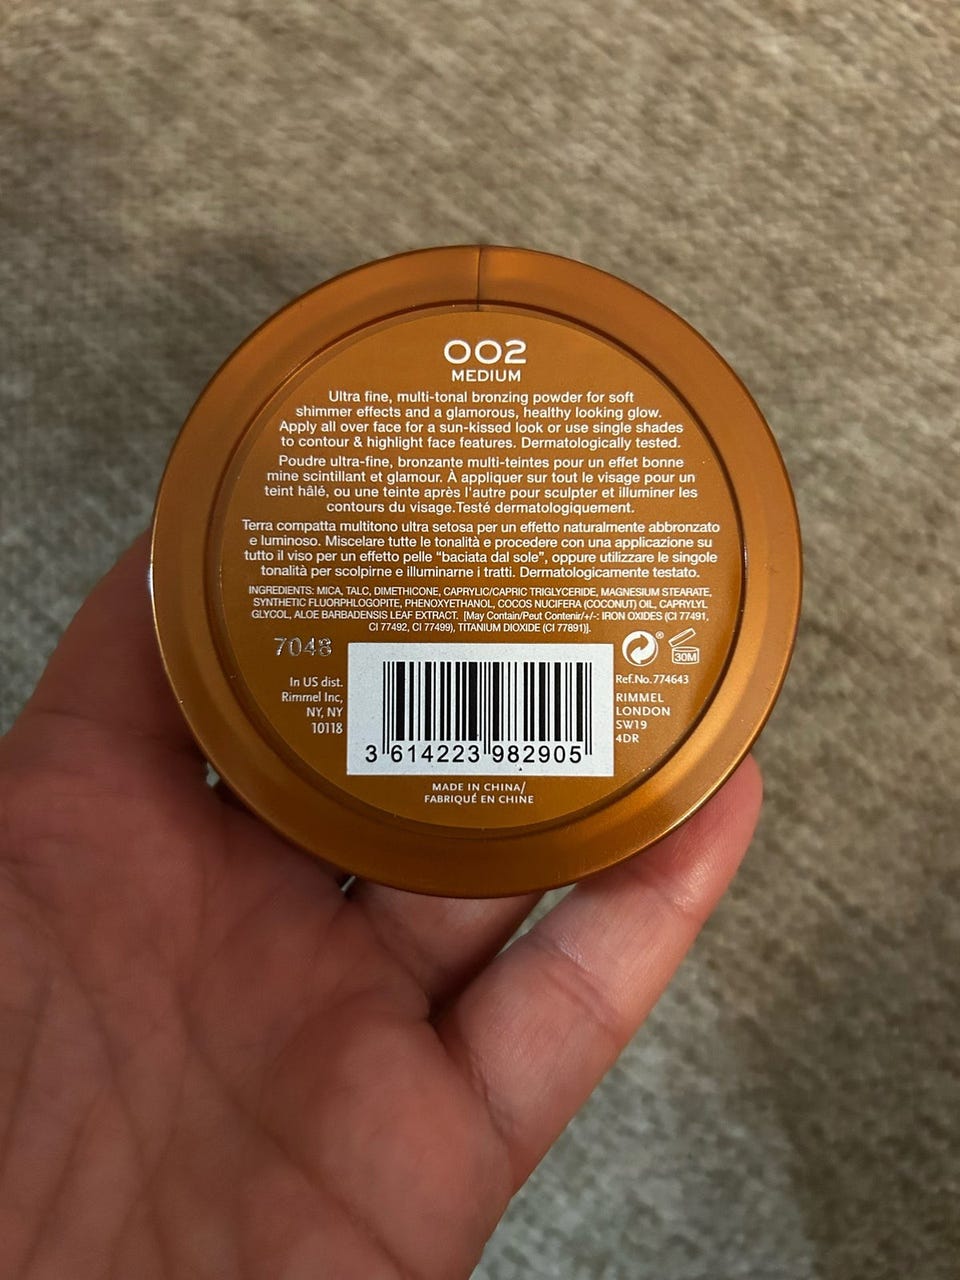 002
MEDIUM
Ultra fine, multi-tonal bronzing powder for soft
shimmer effects and a glamorous, healthy looking glow.
Apply all over face for a sun-kissed look or use single shades
to contour & highlight face features. Dermatologically tested.
Poudre ultra-fine, bronzante multi-teintes pour un effet bonne
mine scintillant et glamour. À appliquer sur tout le visage pour un
teint hâlé, ou une teinte après l'autre pour sculpter et illuminer les
contours du visage.Testé dermatologiquement.
Terra compatta multitono ultra setosa per un effetto naturalmente abbronzato
e luminoso. Miscelare tutte le tonalità e procedere con una applicazione su
tutto il viso per un effetto pelle “baciata dal sole”, oppure utilizzare le singole
tonalità per scolpirne e illuminarne i tratti. Dermatologicamente testato.
INGREDIENTS: MICA, TALC, DIMETHICONE, CAPRYLIC/CAPRIC TRIGLYCERIDE, MAGNESIUM STEARATE,
SYNTHETIC FLUORPHLOGOPITE, PHENOXYETHANOL, COCOS NUCIFERA (COCONUT) OIL, CAPRYLYL
GLYCOL, ALOE BARBADENSIS LEAF EXTRACT. [May Contain/Peut Contenir/+/-: IRON OXIDES (CI 77491,
CI 77492, CI 77499), TITANIUM DIOXIDE (CI 77891)].
7048
30M
In US dist.
Rimmel Inc,
NY, NY
10118
Ref.No.774643
RIMMEL
LONDON
SW19
4DR
3 614223 982905
MADE IN CHINA/
FABRIQUÉ EN CHINE